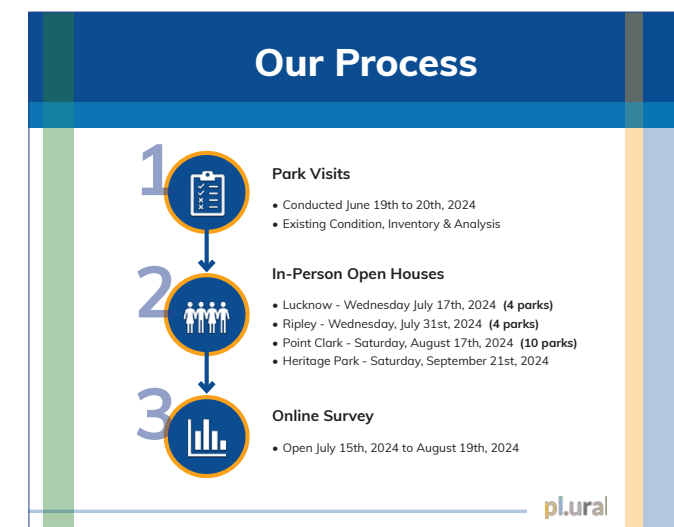 Our Process
1
Park Visits
• Conducted June 19th to 20th, 2024
• Existing Condition, Inventory & Analysis
2
In-Person Open Houses
• Lucknow - Wednesday July 17th, 2024 (4 parks)
• Ripley - Wednesday, July 31st, 2024 (4 parks)
• Point Clark - Saturday, August 17th, 2024 (10 parks)
• Heritage Park - Saturday, September 21st, 2024
3
Online Survey
• Open July 15th, 2024 to August 19th, 2024
pl.ural